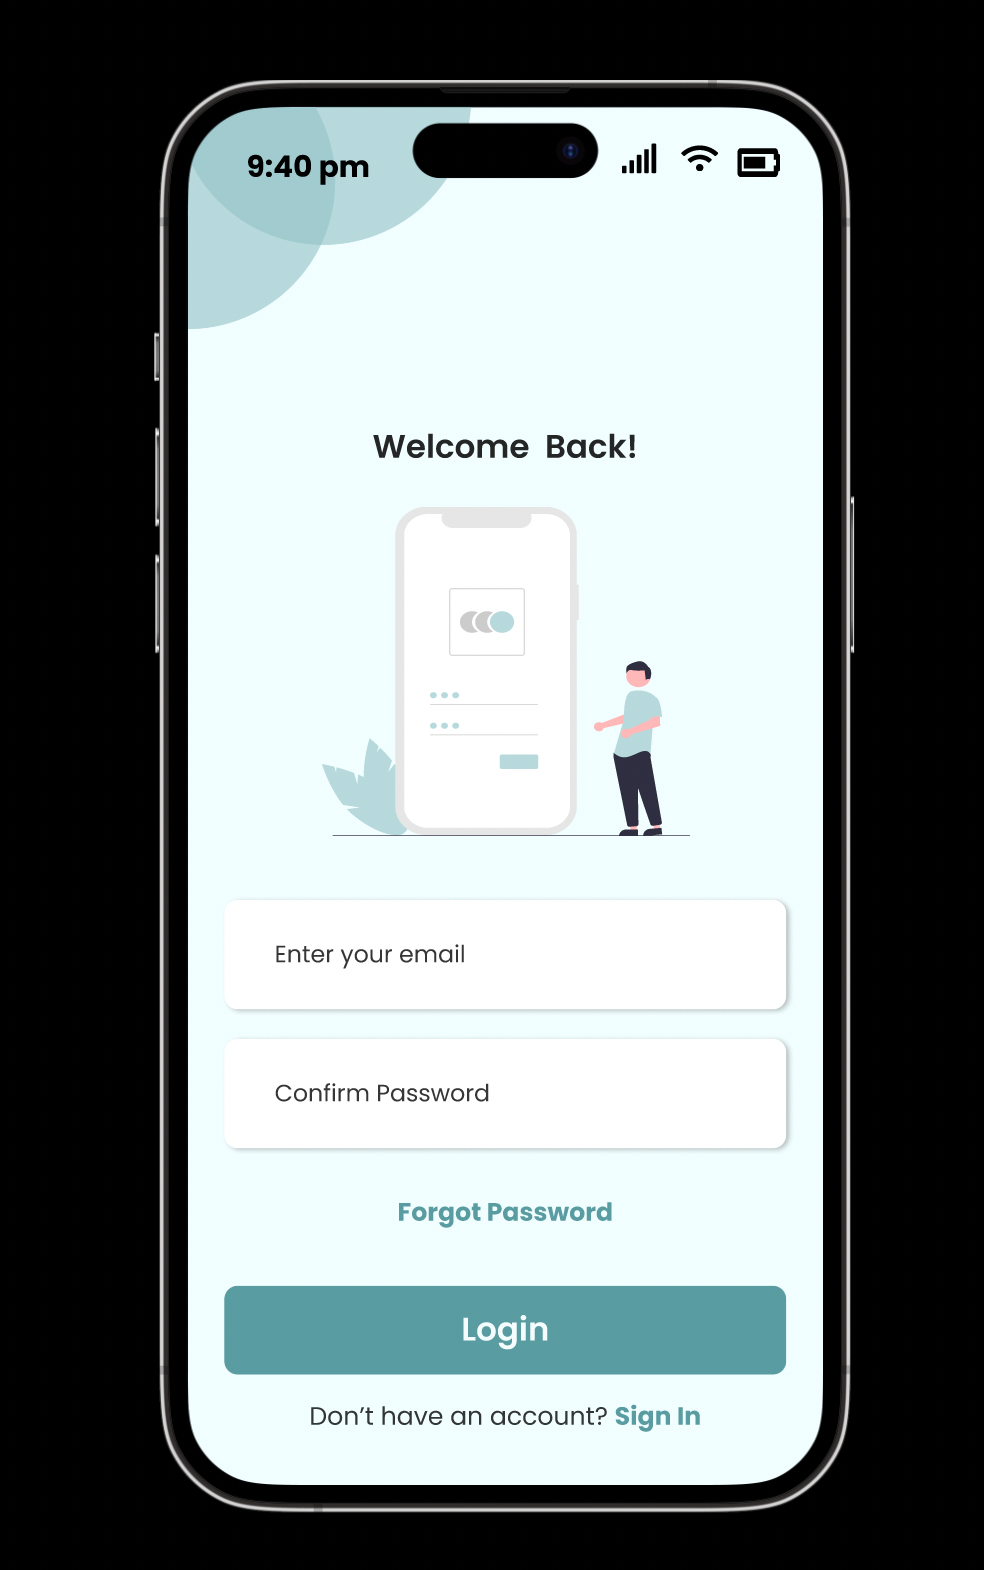 9:40 pm
Welcome Back!
Enter your email
Confirm Password
Forgot Password
Login
Don’t have an account? Sign In